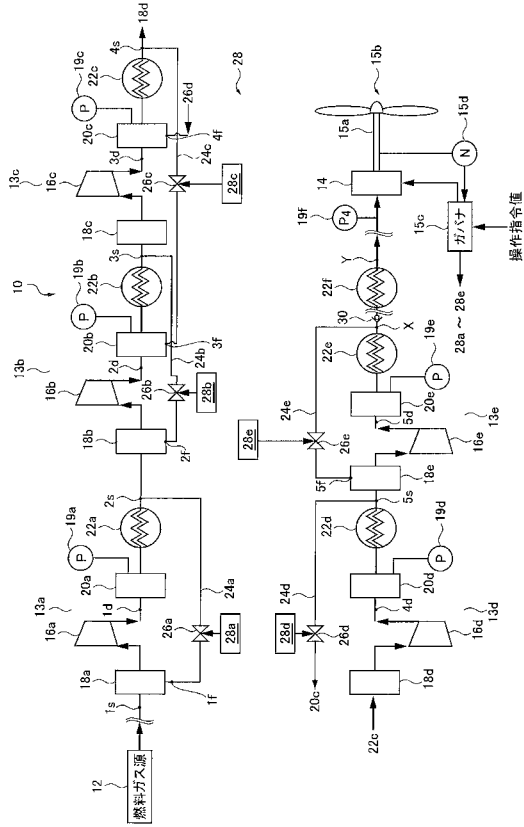 10
12
燃料ガス源
1s
18a
1f
16a
13a
1d
20a
19a
P
22a
2s
24a
26a
28a
18b
2f
16b
13b
2d
20b
19b
P
22b
3s
3f
24b
26b
28b
18c
16c
13c
3d
20c
19c
P
22c
4s
18d
4f
26d
24c
26c
28c
28
22c
18d
16d
13d
4d
20d
19d
P
22d
5s
24d
26d
28d
20c
18e
5f
16e
13e
5d
20e
19e
P
22e
X
24e
26e
28e
30
22f
Y
19f
P4
14
15a
15b
15c
ガバナ
15d
N
28a ～ 28e
操作指令値